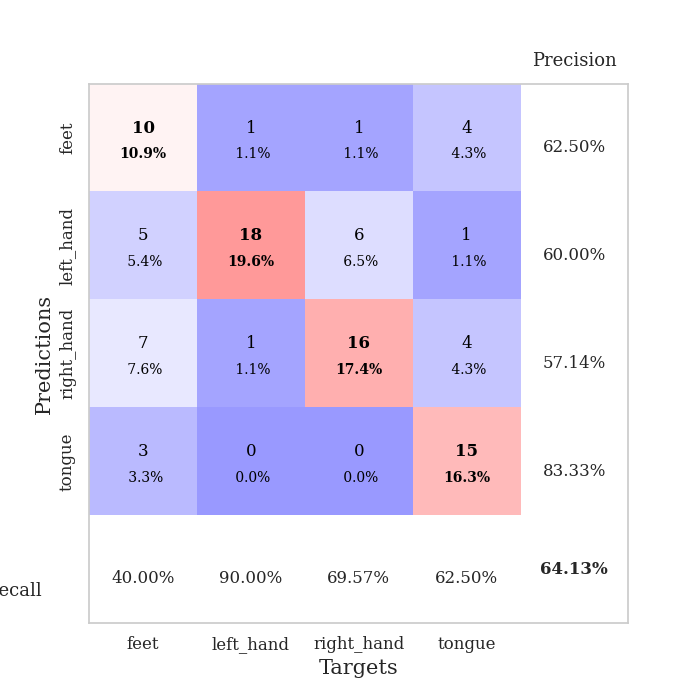 Precision
feet
10 1 1 4
10.9% 1.1% 1.1% 4.3%
62.50%
left_hand
5 18 6 1
5.4% 19.6% 6.5% 1.1%
60.00%
Predictions
right_hand
7 1 16 4
7.6% 1.1% 17.4% 4.3%
57.14%
tongue
3 0 0 15
3.3% 0.0% 0.0% 16.3%
83.33%
ecall
40.00% 90.00% 69.57% 62.50% 64.13%
feet left_hand right_hand tongue
Targets